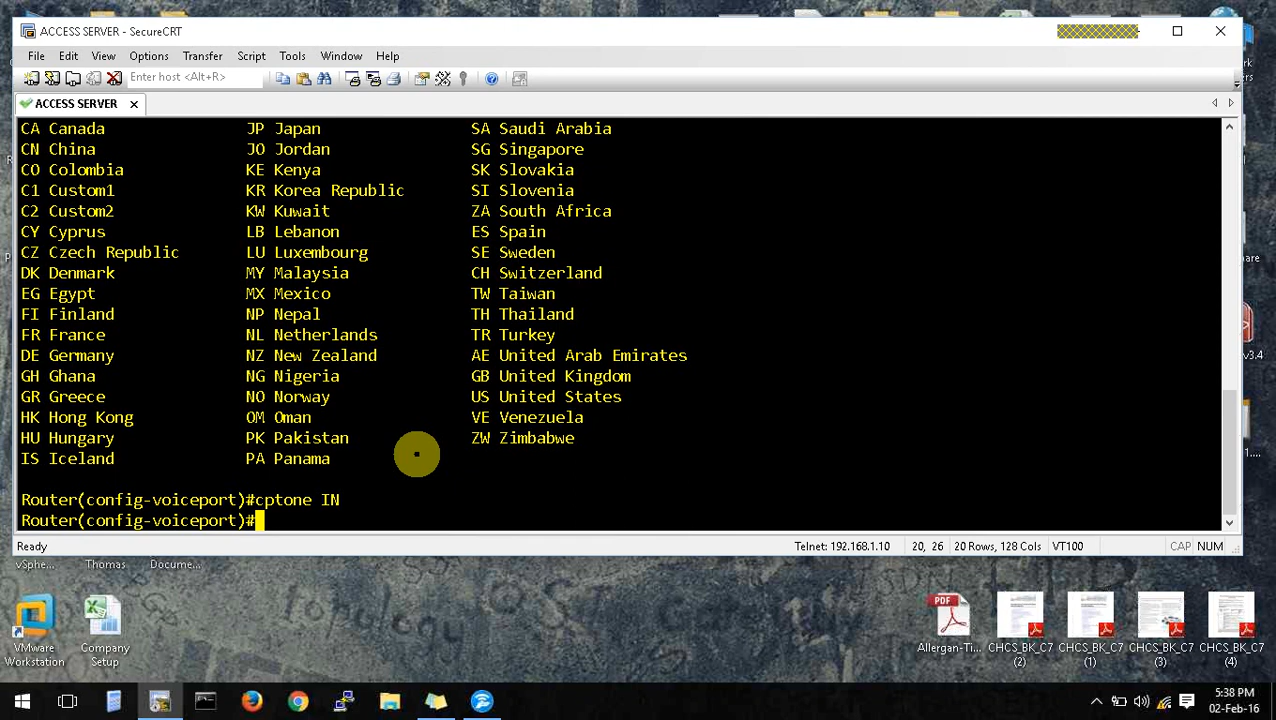 ACCESS SERVER - SecureCRT
File Edit View Options Transfer Script Tools Window Help
Enter host <Alt+R>
ACCESS SERVER
CA Canada JP Japan SA Saudi Arabia
CN China JO Jordan SG Singapore
CO Colombia KE Kenya SK Slovakia
C1 Custom1 KR Korea Republic SI Slovenia
C2 Custom2 KW Kuwait ZA South Africa
CY Cyprus LB Lebanon ES Spain
CZ Czech Republic LU Luxembourg SE Sweden
DK Denmark MY Malaysia CH Switzerland
EG Egypt MX Mexico TW Taiwan
FI Finland NP Nepal TH Thailand
FR France NL Netherlands TR Turkey
DE Germany NZ New Zealand AE United Arab Emirates
GH Ghana NG Nigeria GB United Kingdom
GR Greece NO Norway US United States
HK Hong Kong OM Oman VE Venezuela
HU Hungary PK Pakistan ZW Zimbabwe
IS Iceland PA Panama
Router(config-voiceport)#cptone IN
Router(config-voiceport)#
Ready Telnet: 192.168.1.10 20, 26 20 Rows, 128 Cols VT100 CAP NUM
vSphe... Thomas Docume...
VMware Workstation
Company Setup
PDF
Allergan-Ti...
CHCS_BK_C7 (2)
CHCS_BK_C7 (1)
CHCS_BK_C7 (3)
CHCS_BK_C7 (4)
5:38 PM
02-Feb-16